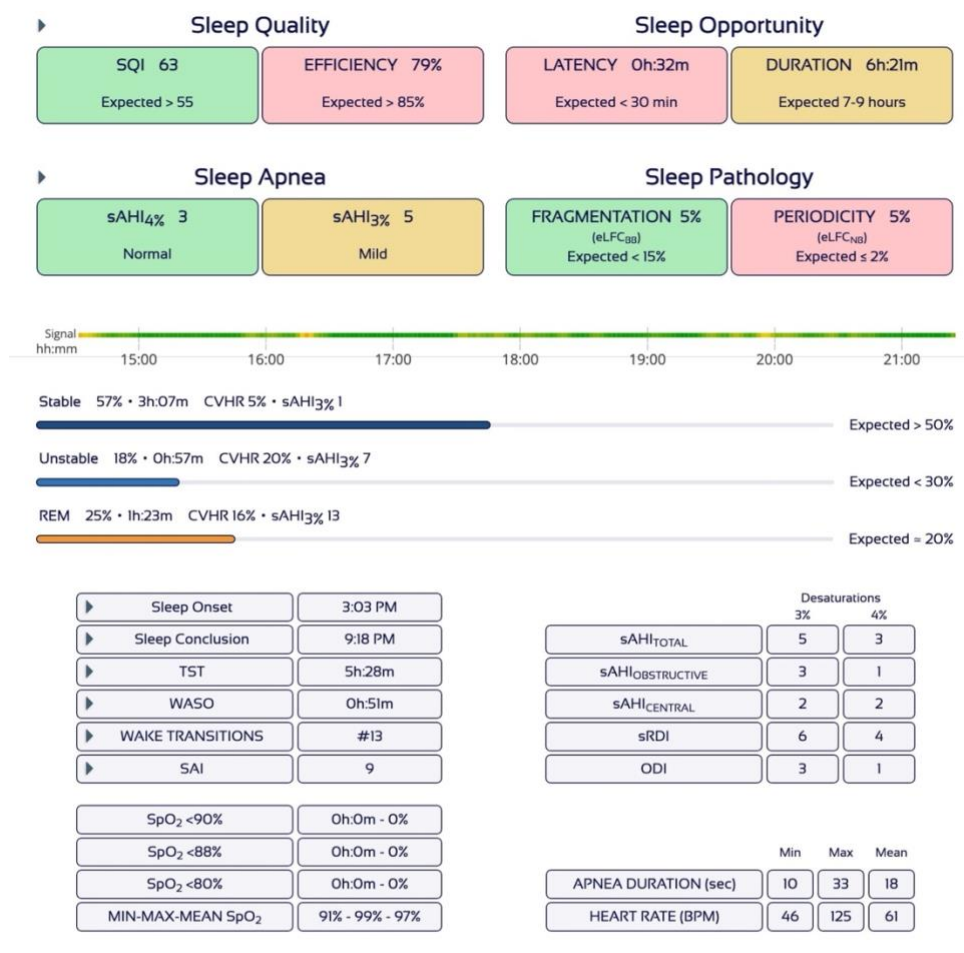 Sleep Quality Sleep Opportunity
SQI 63 EFFICIENCY 79% LATENCY 0h:32m DURATION 6h:21m
Expected > 55 Expected > 85% Expected < 30 min Expected 7-9 hours
Sleep Apnea Sleep Pathology
sAHI4% 3 sAHI3% 5 FRAGMENTATION 5% PERIODICITY 5%
(eLFCBB) (eLFCNB)
Normal Mild Expected < 15% Expected ≤ 2%
Signal
hh:mm 15:00 16:00 17:00 18:00 19:00 20:00 21:00
Stable 57% • 3h:07m CVHR 5% • sAHI3% 1
Expected > 50%
Unstable 18% • 0h:57m CVHR 20% • sAHI3% 7
Expected < 30%
REM 25% • 1h:23m CVHR 16% • sAHI3% 13
Expected ≈ 20%
Sleep Onset 3:03 PM
Sleep Conclusion 9:18 PM
TST 5h:28m
WASO 0h:51m
WAKE TRANSITIONS #13
SAI 9
SpO2 <90% 0h:0m - 0%
SpO2 <88% 0h:0m - 0%
SpO2 <80% 0h:0m - 0%
MIN-MAX-MEAN SpO2 91% - 99% - 97%
Desaturations
3% 4%
sAHITOTAL 5 3
sAHIOBSTRUCTIVE 3 1
sAHICENTRAL 2 2
sRDI 6 4
ODI 3 1
Min Max Mean
APNEA DURATION (sec) 10 33 18
HEART RATE (BPM) 46 125 61